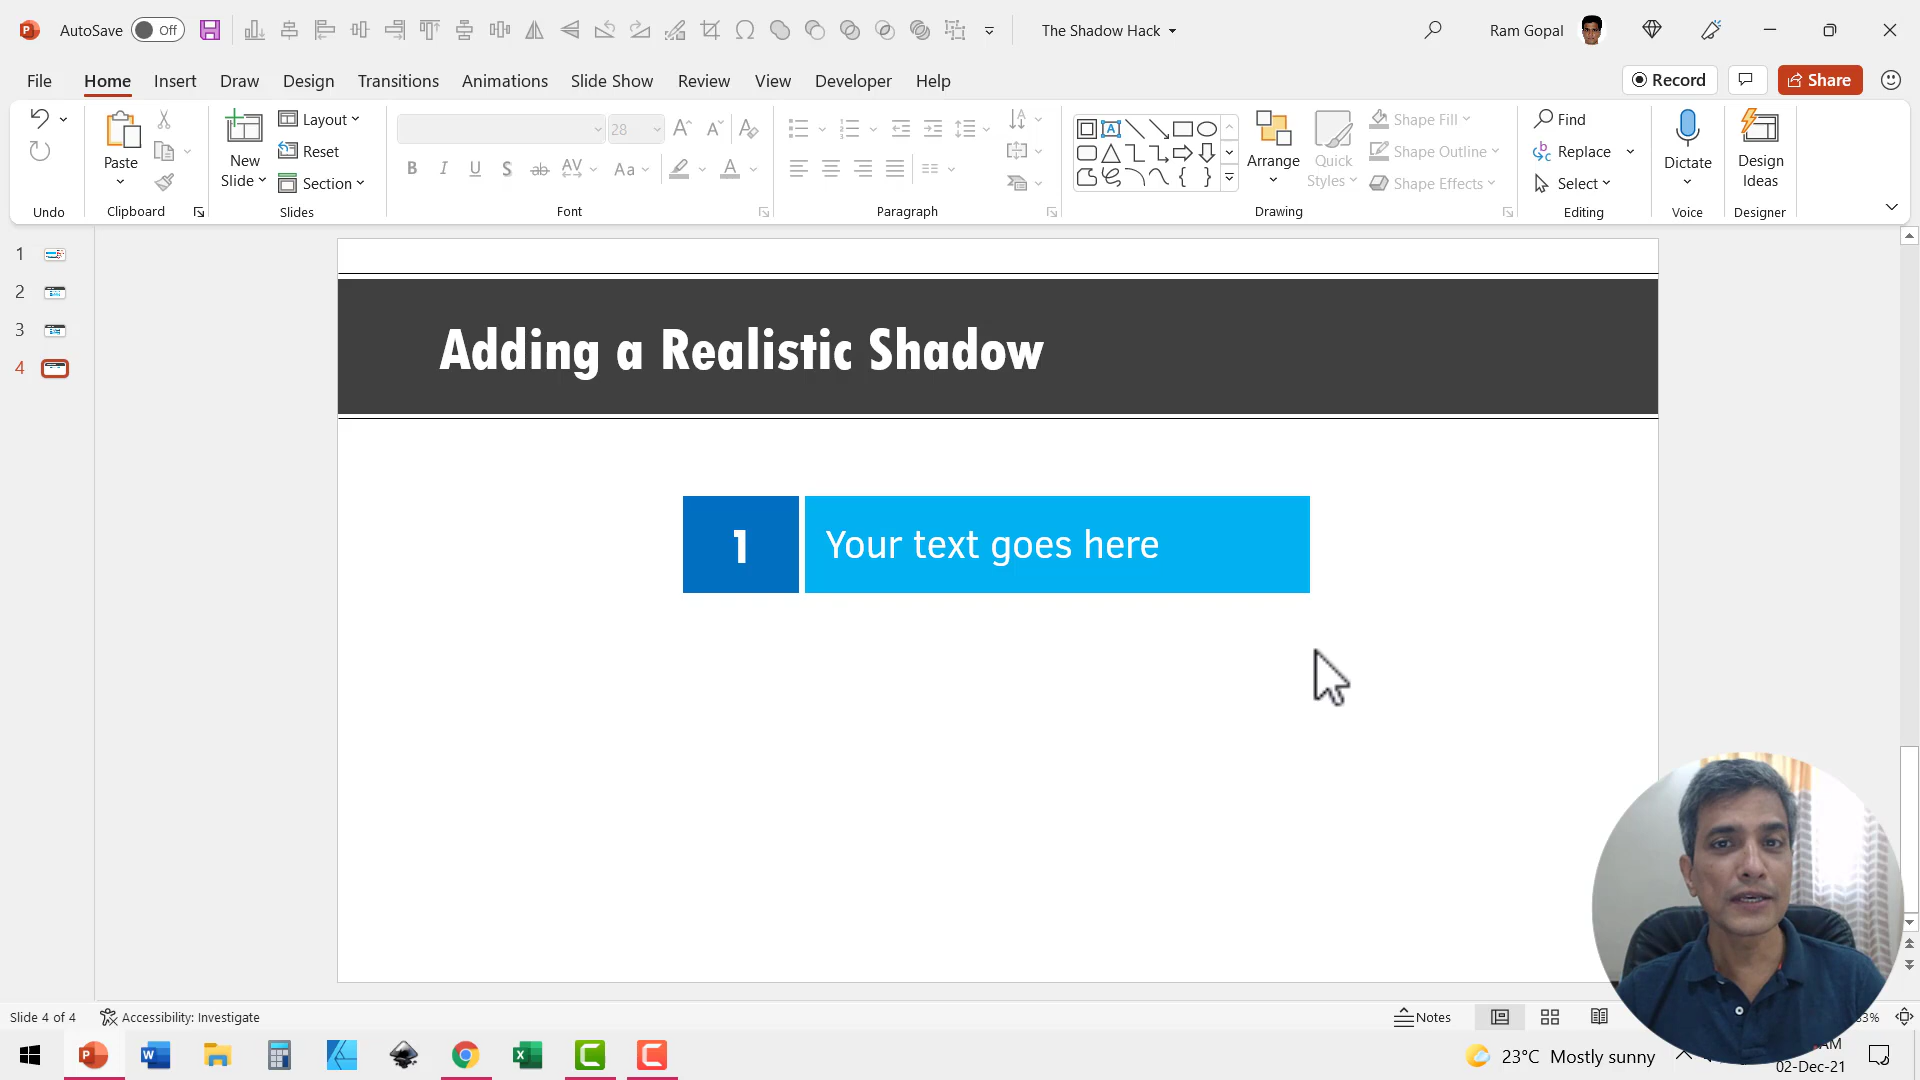 AutoSave Off The Shadow Hack Ram Gopal
File Home Insert Draw Design Transitions Animations Slide Show Review View Developer Help Record Share
Paste
New
Slide
Layout
Reset
Section
28
B I U S ab AV Aa A
Arrange
Quick
Styles
Shape Fill
Shape Outline
Shape Effects
Find
Replace
Select
Dictate
Design
Ideas
Undo Clipboard Slides Font Paragraph Drawing Editing Voice Designer
1
2
3
4
Adding a Realistic Shadow
1 Your text goes here
Slide 4 of 4 Accessibility: Investigate Notes
23°C Mostly sunny AM
02-Dec-21